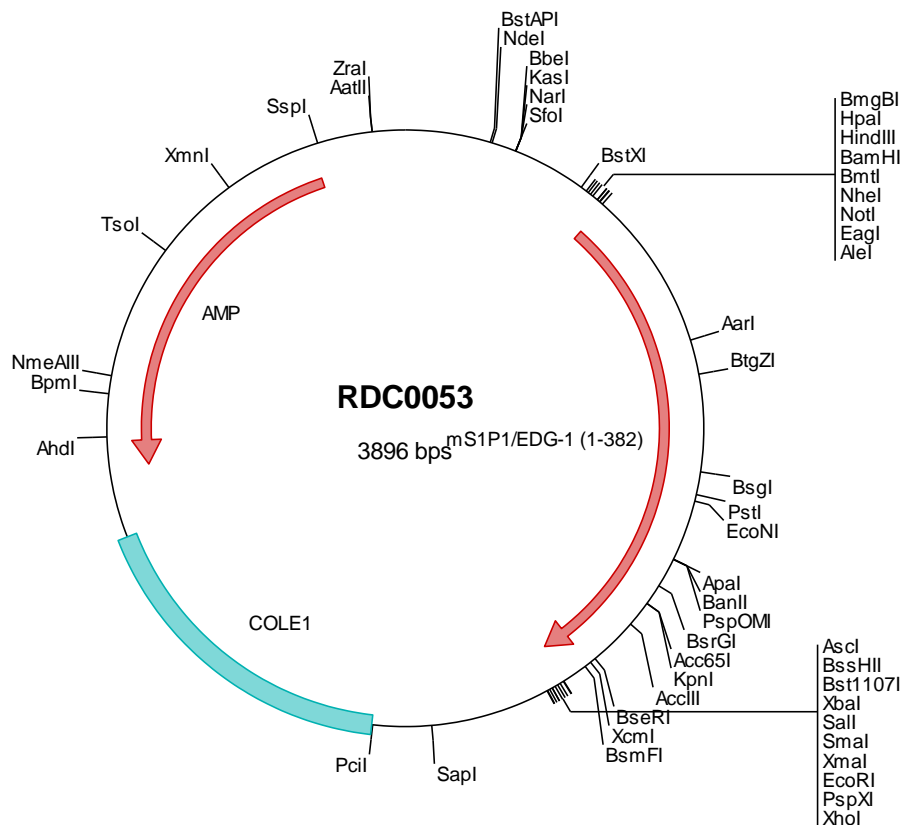 BstAPI
NdeI
BbeI
KasI
NarI
SfoI
ZraI
AatII
SspI
XmnI
TsoI
NmeAIII
BpmI
AhdI
BstXI
BmgBI
HpaI
HindIII
BamHI
BmtI
NheI
NotI
EagI
AleI
AarI
BtgZI
AMP
RDC0053
3896 bps
mS1P1/EDG-1 (1-382)
BsgI
PstI
EcoNI
ApaI
BanII
PspOMI
BsrGI
Acc65I
KpnI
AccIII
BseRI
XcmI
BsmFI
COLE1
PciI
SapI
AscI
BssHII
Bst1107I
XbaI
SalI
SmaI
XmaI
EcoRI
PspXI
XhoI